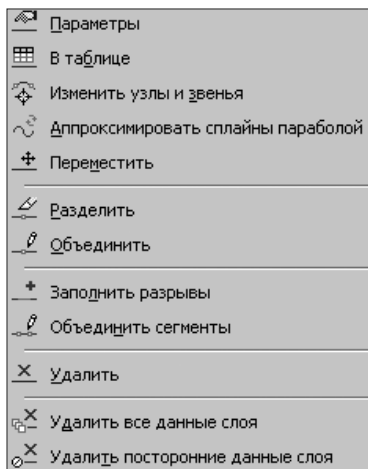 Параметры
В таблице
Изменить узлы и звенья
Аппроксимировать сплайны параболой
Переместить
Разделить
Объединить
Заполнить разрывы
Объединить сегменты
Удалить
Удалить все данные слоя
Удалить посторонние данные слоя